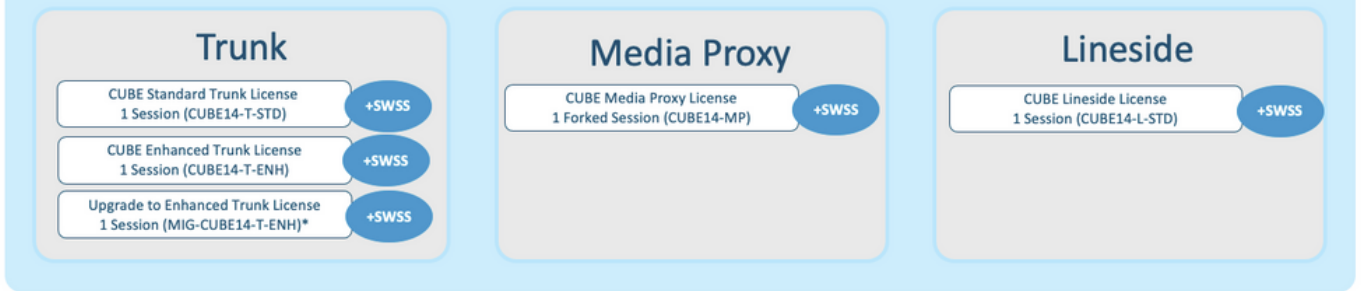 Trunk
CUBE Standard Trunk License
1 Session (CUBE14-T-STD)
+SWSS
CUBE Enhanced Trunk License
1 Session (CUBE14-T-ENH)
+SWSS
Upgrade to Enhanced Trunk License
1 Session (MIG-CUBE14-T-ENH)*
+SWSS
Media Proxy
CUBE Media Proxy License
1 Forked Session (CUBE14-MP)
+SWSS
Lineside
CUBE Lineside License
1 Session (CUBE14-L-STD)
+SWSS